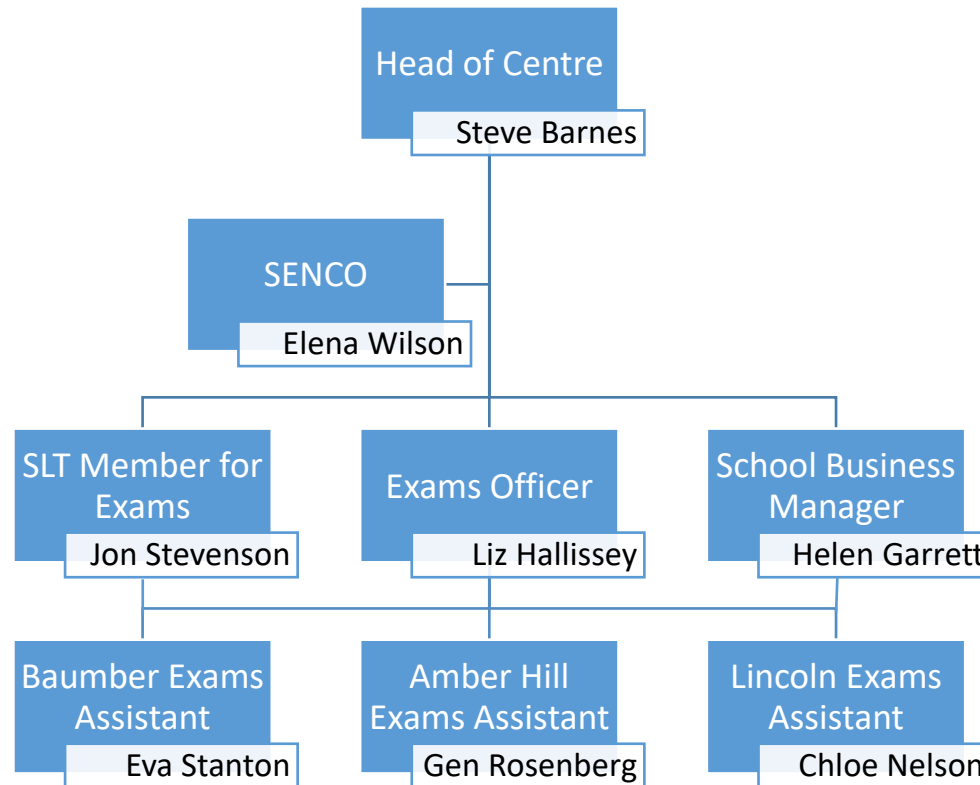 Head of Centre
Steve Barnes
SENCO
Elena Wilson
SLT Member for
Exams
Jon Stevenson
Exams Officer
Liz Hallissey
School Business
Manager
Helen Garrett
Baumber Exams
Assistant
Eva Stanton
Amber Hill
Exams Assistant
Gen Rosenberg
Lincoln Exams
Assistant
Chloe Nelson